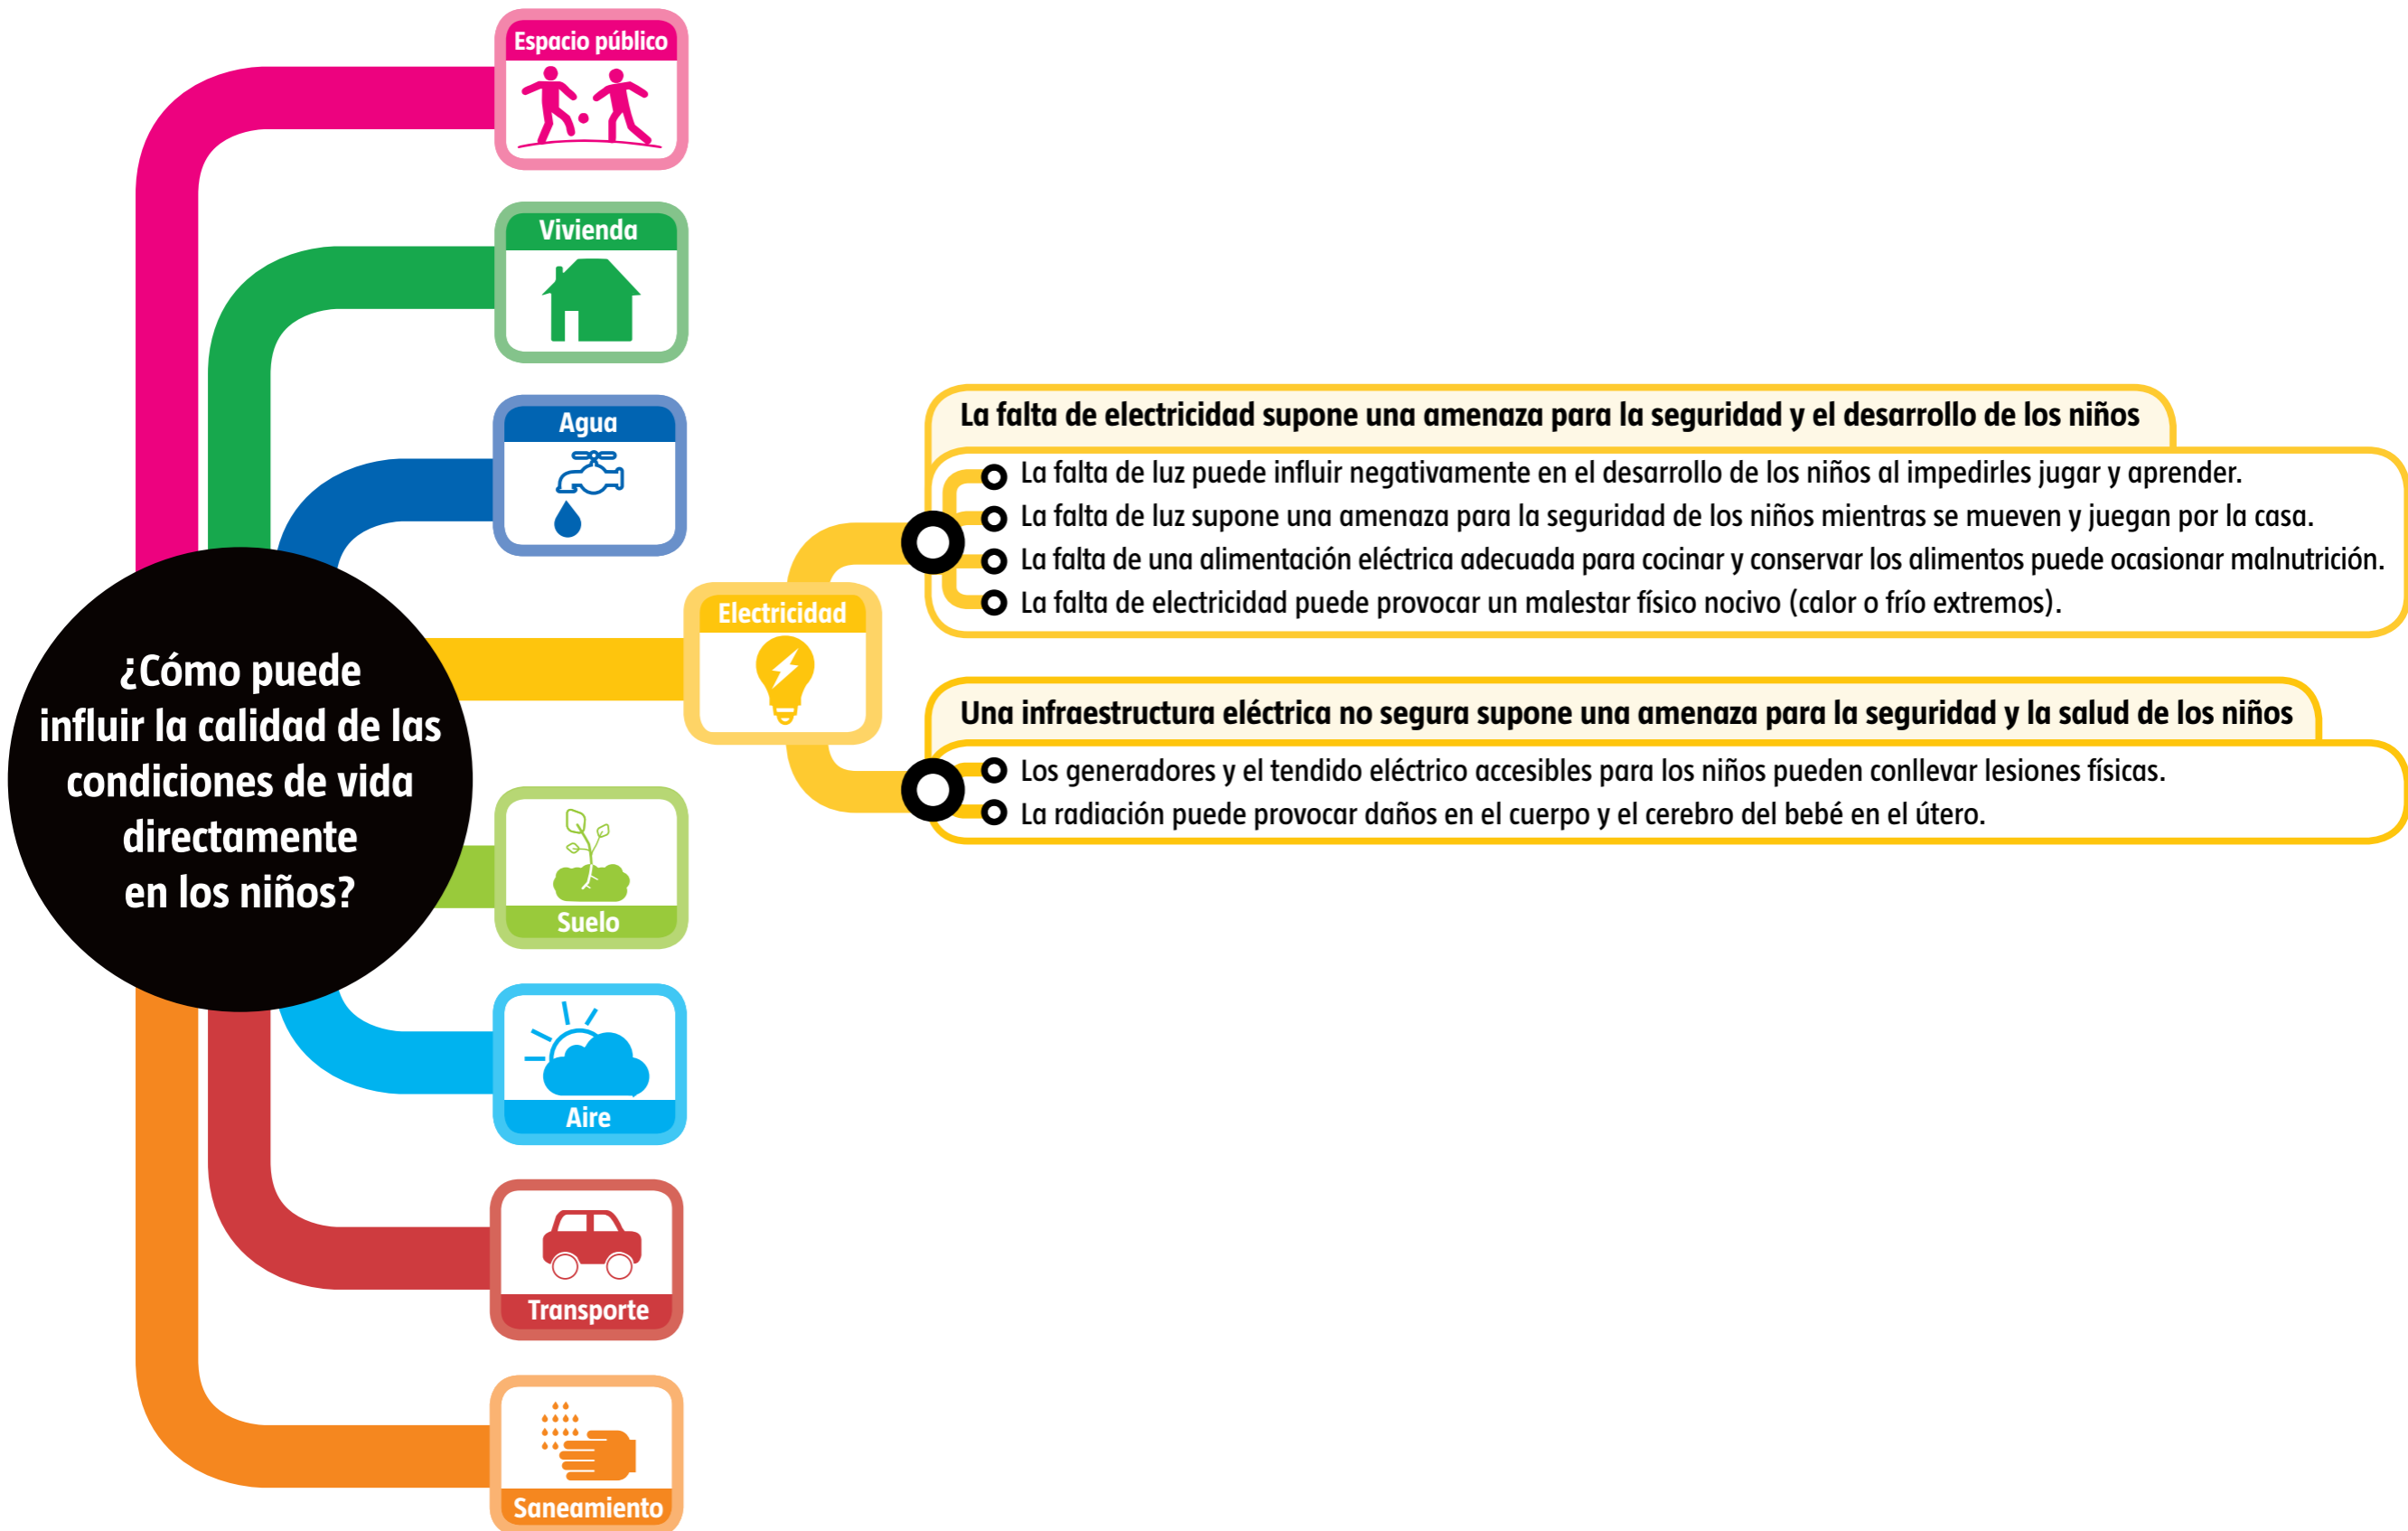 Espacio público
Vivienda
Agua
¿Cómo puede
influir la calidad de las
condiciones de vida
directamente
en los niños?
Electricidad
La falta de electricidad supone una amenaza para la seguridad y el desarrollo de los niños
La falta de luz puede influir negativamente en el desarrollo de los niños al impedirles jugar y aprender.
La falta de luz supone una amenaza para la seguridad de los niños mientras se mueven y juegan por la casa.
La falta de una alimentación eléctrica adecuada para cocinar y conservar los alimentos puede ocasionar malnutrición.
La falta de electricidad puede provocar un malestar físico nocivo (calor o frío extremos).
Una infraestructura eléctrica no segura supone una amenaza para la seguridad y la salud de los niños
Los generadores y el tendido eléctrico accesibles para los niños pueden conllevar lesiones físicas.
La radiación puede provocar daños en el cuerpo y el cerebro del bebé en el útero.
Suelo
Aire
Transporte
Saneamiento